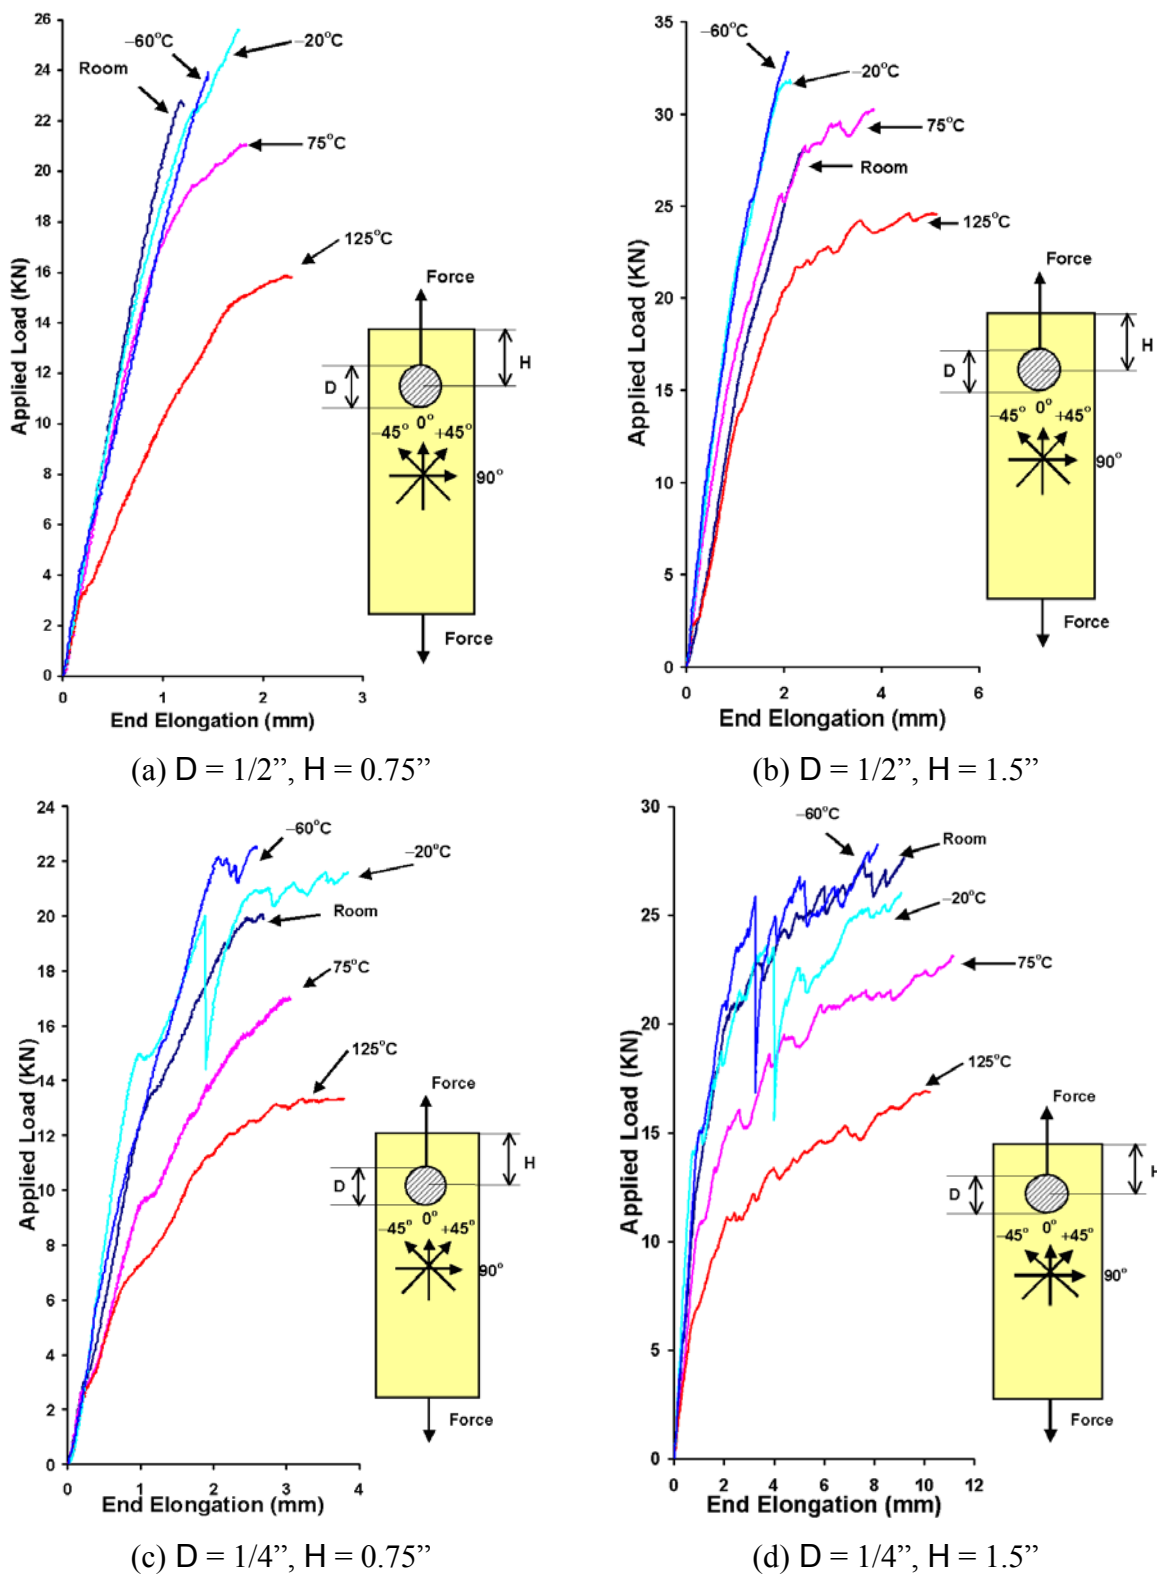 26
24
22
20
18
16
14
12
10
8
6
4
2
0
Applied Load (KN)
−60°C
−20°C
Room
75°C
125°C
Force
H
D
0°
−45°
+45°
90°
Force
0 1 2 3
End Elongation (mm)
(a) D = 1/2”, H = 0.75”
35
30
25
20
15
10
5
0
Applied Load (KN)
−60°C
−20°C
75°C
Room
125°C
Force
H
D
0°
−45°
+45°
90°
Force
0 2 4 6
End Elongation (mm)
(b) D = 1/2”, H = 1.5”
24
22
20
18
16
14
12
10
8
6
4
2
0
Applied Load (KN)
−60°C
−20°C
Room
75°C
125°C
Force
H
D
0°
−45°
+45°
90°
Force
0 1 2 3 4
End Elongation (mm)
(c) D = 1/4”, H = 0.75”
30
25
20
15
10
5
0
Applied Load (KN)
−60°C
Room
−20°C
75°C
125°C
Force
H
D
0°
−45°
+45°
90°
Force
0 2 4 6 8 10 12
End Elongation (mm)
(d) D = 1/4”, H = 1.5”